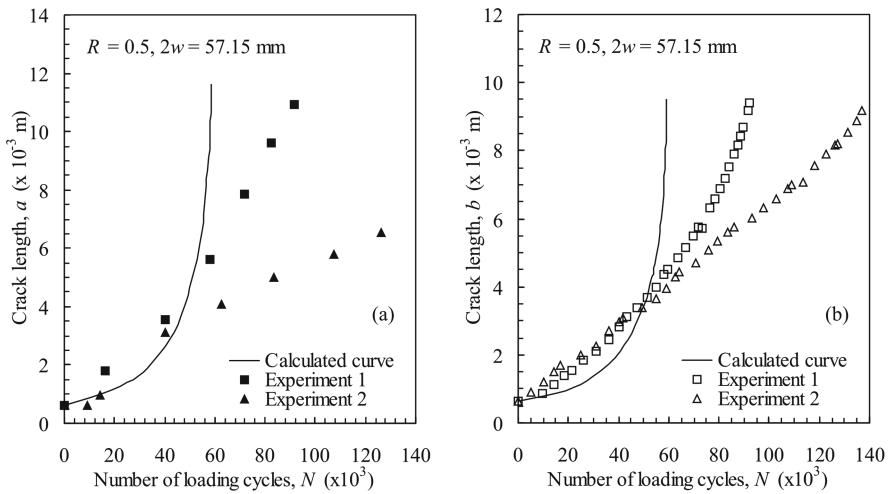 14
12
10
8
6
4
2
0
Crack length, a (x 10⁻³ m)
R = 0.5, 2w = 57.15 mm
(a)
Calculated curve
Experiment 1
Experiment 2
0 20 40 60 80 100 120 140
Number of loading cycles, N (x10³)
12
10
8
6
4
2
0
Crack length, b (x 10⁻³ m)
R = 0.5, 2w = 57.15 mm
(b)
Calculated curve
Experiment 1
Experiment 2
0 20 40 60 80 100 120 140
Number of loading cycles, N (x10³)